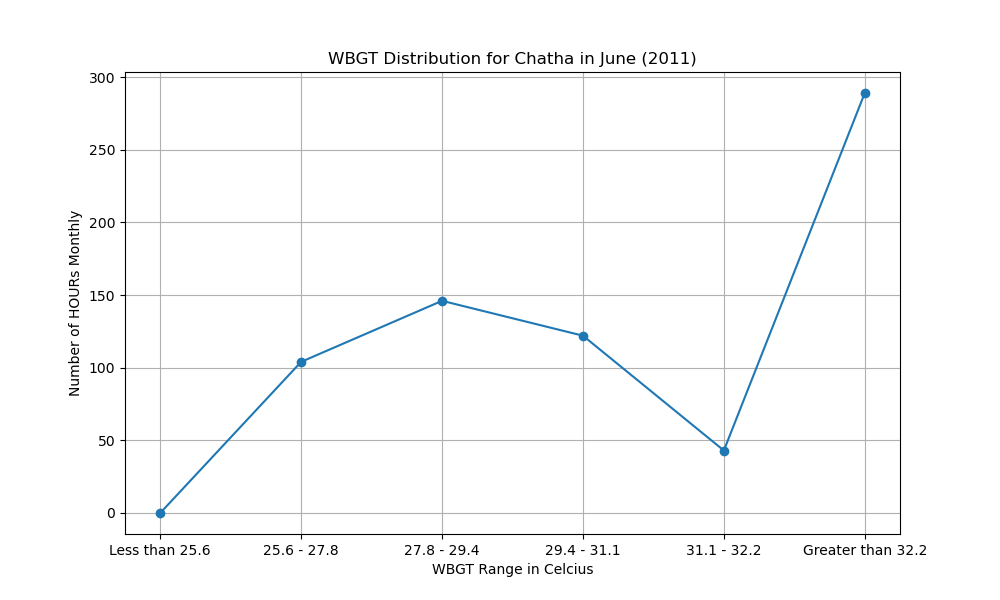 WBGT Distribution for Chatha in June (2011)
Number of HOURs Monthly
300
250
200
150
100
50
0
Less than 25.6
25.6 - 27.8
27.8 - 29.4
29.4 - 31.1
31.1 - 32.2
Greater than 32.2
WBGT Range in Celcius